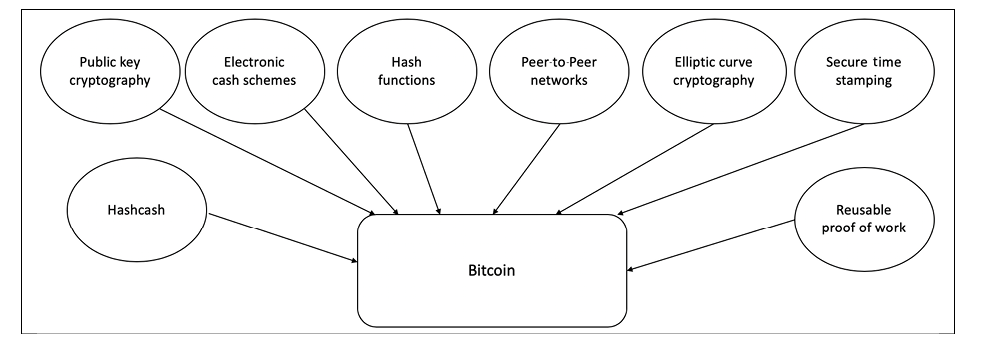 Public key
cryptography
Electronic
cash schemes
Hash
functions
Peer-to-Peer
networks
Elliptic curve
cryptography
Secure time
stamping
Hashcash
Reusable
proof of work
Bitcoin